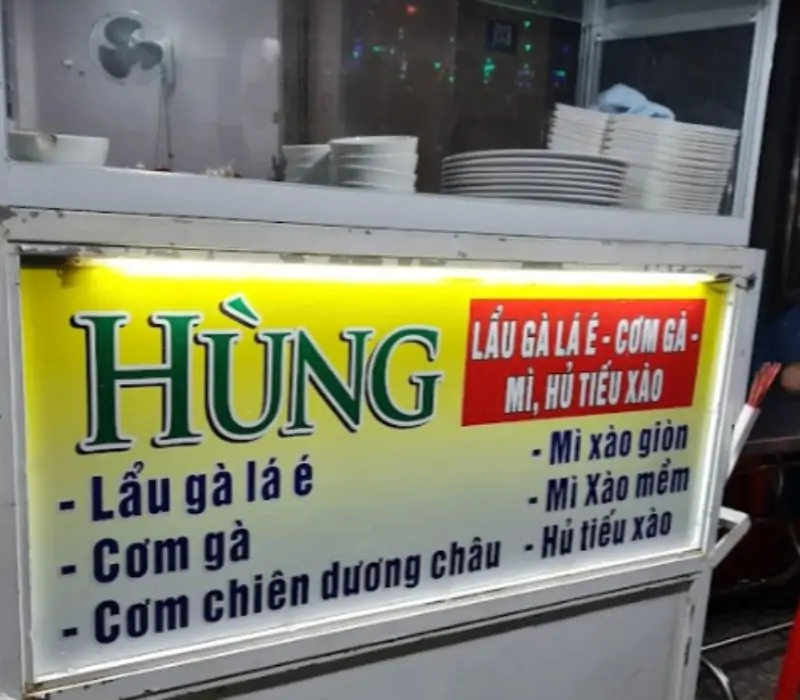 HÙNG
LẨU GÀ LÁ É - CƠM GÀ -
MÌ, HỦ TIẾU XÀO
- Lẩu gà lá é
- Cơm gà
- Cơm chiên dương châu
- Mì xào giòn
- Mì Xào mềm
- Hủ tiếu xào